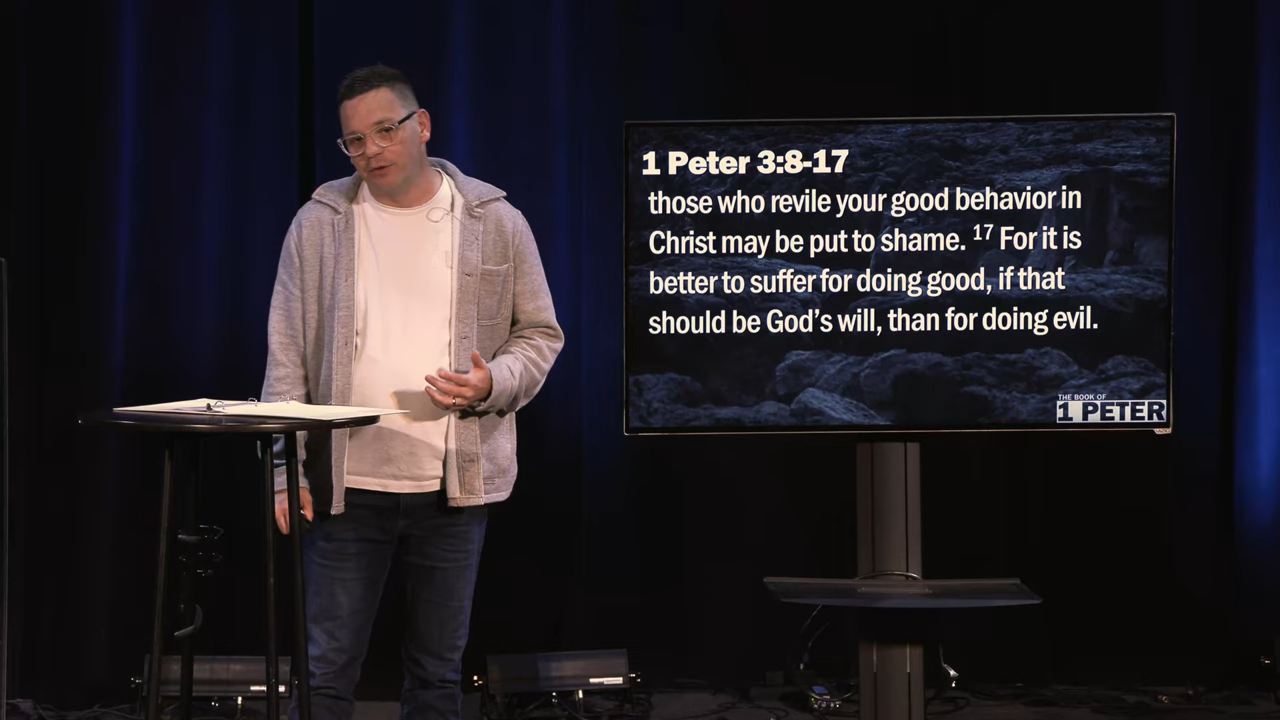 1 Peter 3:8-17
those who revile your good behavior in
Christ may be put to shame. 17 For it is
better to suffer for doing good, if that
should be God’s will, than for doing evil.
THE BOOK OF
1 PETER